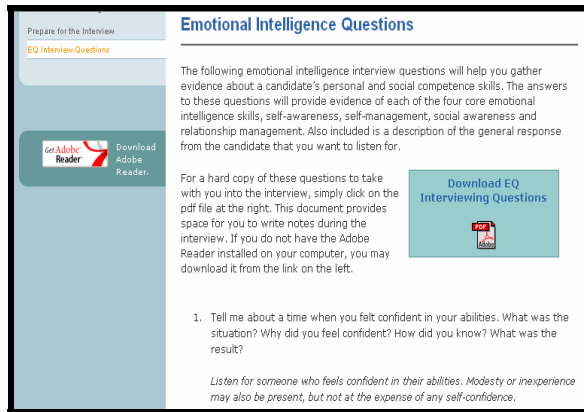 Prepare for the Interview
EQ Interview Questions
Get Adobe Reader
Download
Adobe
Reader.
Emotional Intelligence Questions
The following emotional intelligence interview questions will help you gather
evidence about a candidate's personal and social competence skills. The answers
to these questions will provide evidence of each of the four core emotional
intelligence skills, self-awareness, self-management, social awareness and
relationship management. Also included is a description of the general response
from the candidate that you want to listen for.
For a hard copy of these questions to take
with you into the interview, simply click on the
pdf file at the right. This document provides
space for you to write notes during the
interview. If you do not have the Adobe
Reader installed on your computer, you may
download it from the link on the left.
Download EQ
Interviewing Questions
PDF
Adobe
1. Tell me about a time when you felt confident in your abilities. What was the
situation? Why did you feel confident? How did you know? What was the
result?
Listen for someone who feels confident in their abilities. Modesty or inexperience
may also be present, but not at the expense of any self-confidence.